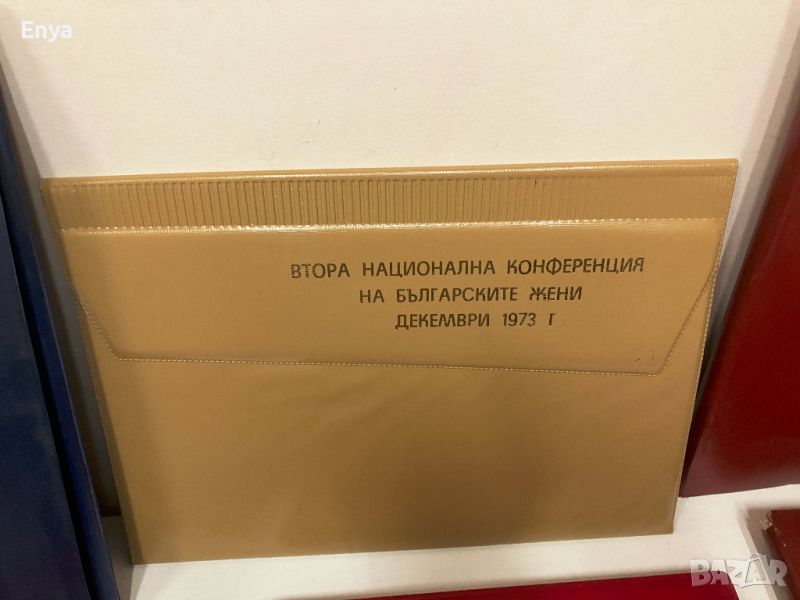 Enya
ВТОРА НАЦИОНАЛНА КОНФЕРЕНЦИЯ
НА БЪЛГАРСКИТЕ ЖЕНИ
ДЕКЕМВРИ 1973 Г
BAZAR